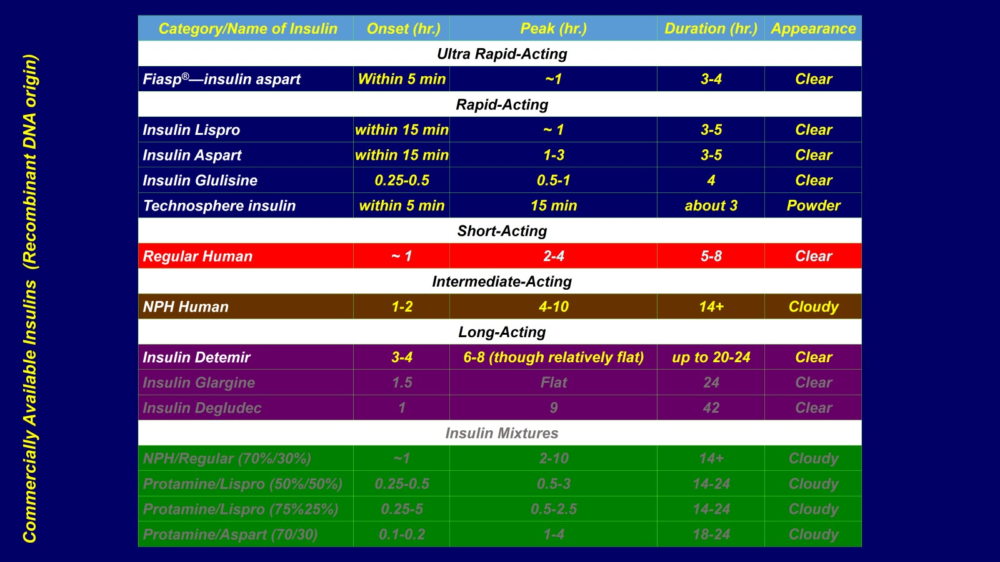 Commercially Available Insulins (Recombinant DNA origin)
Category/Name of Insulin Onset (hr.) Peak (hr.) Duration (hr.) Appearance
Ultra Rapid-Acting
Fiasp®—insulin aspart Within 5 min ~1 3-4 Clear
Rapid-Acting
Insulin Lispro within 15 min ~ 1 3-5 Clear
Insulin Aspart within 15 min 1-3 3-5 Clear
Insulin Glulisine 0.25-0.5 0.5-1 4 Clear
Technosphere insulin within 5 min 15 min about 3 Powder
Short-Acting
Regular Human ~ 1 2-4 5-8 Clear
Intermediate-Acting
NPH Human 1-2 4-10 14+ Cloudy
Long-Acting
Insulin Detemir 3-4 6-8 (though relatively flat) up to 20-24 Clear
Insulin Glargine 1.5 Flat 24 Clear
Insulin Degludec 1 9 42 Clear
Insulin Mixtures
NPH/Regular (70%/30%) ~1 2-10 14+ Cloudy
Protamine/Lispro (50%/50%) 0.25-0.5 0.5-3 14-24 Cloudy
Protamine/Lispro (75%25%) 0.25-5 0.5-2.5 14-24 Cloudy
Protamine/Aspart (70/30) 0.1-0.2 1-4 18-24 Cloudy